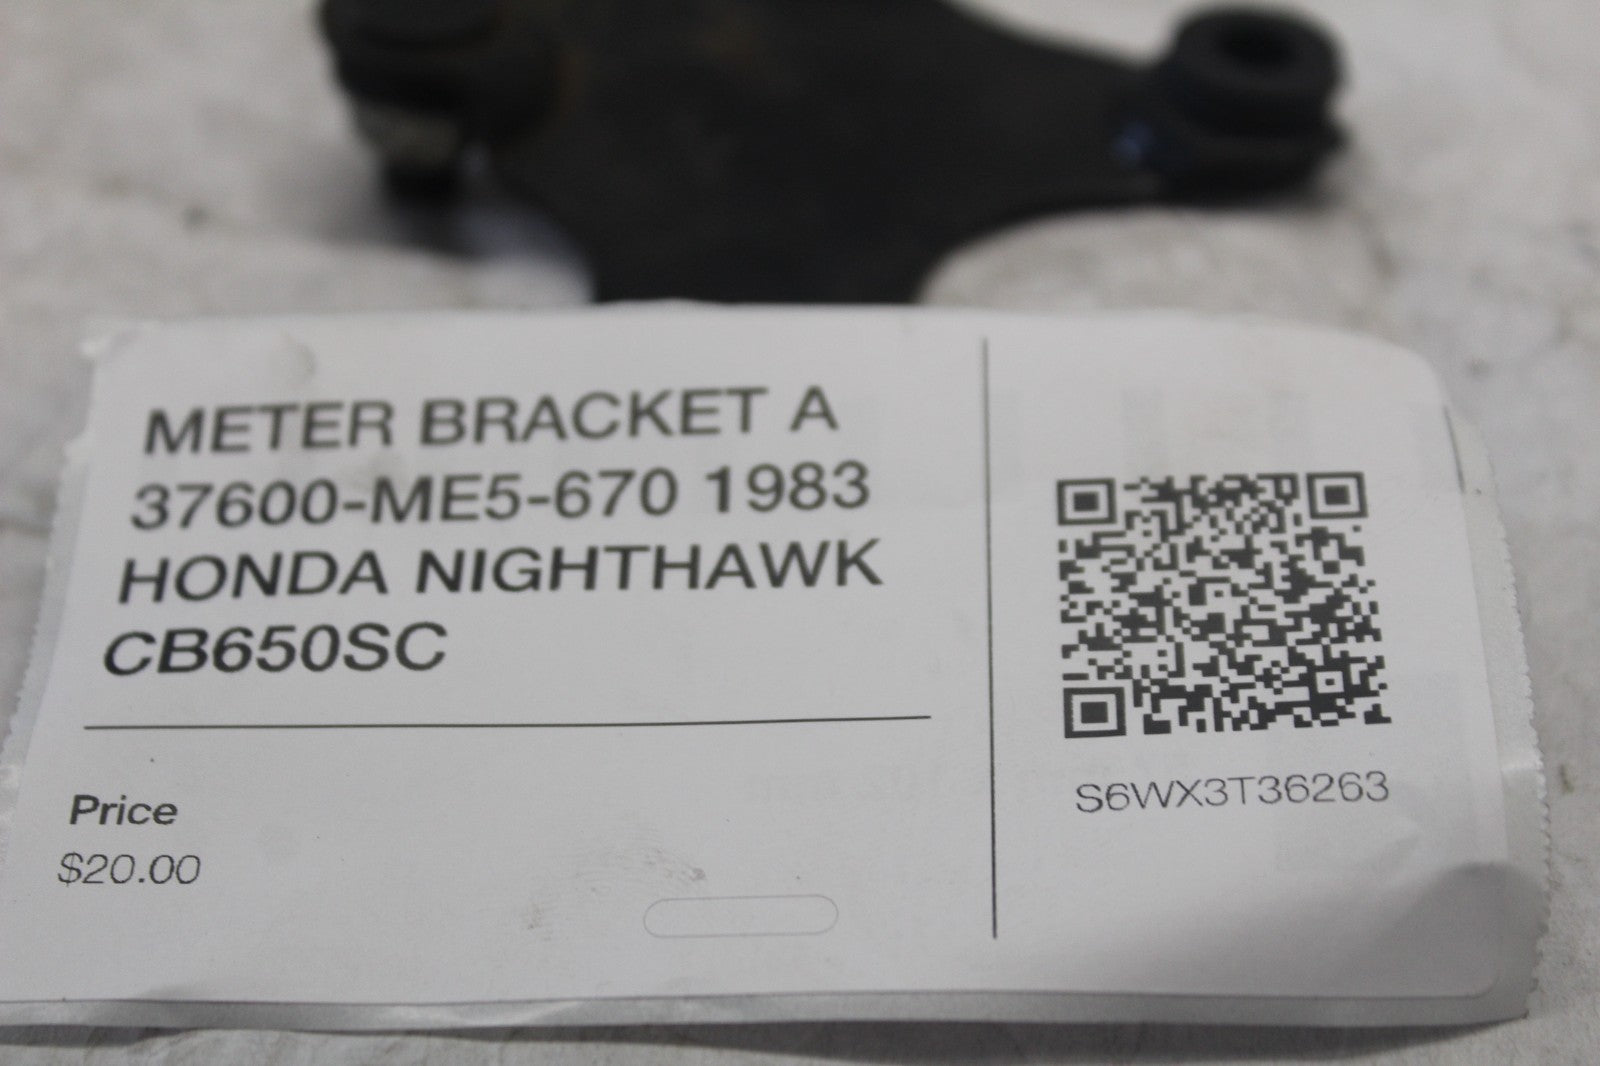 METER BRACKET A
37600-ME5-670 1983
HONDA NIGHTHAWK
CB650SC
Price
$20.00
S6WX3T36263